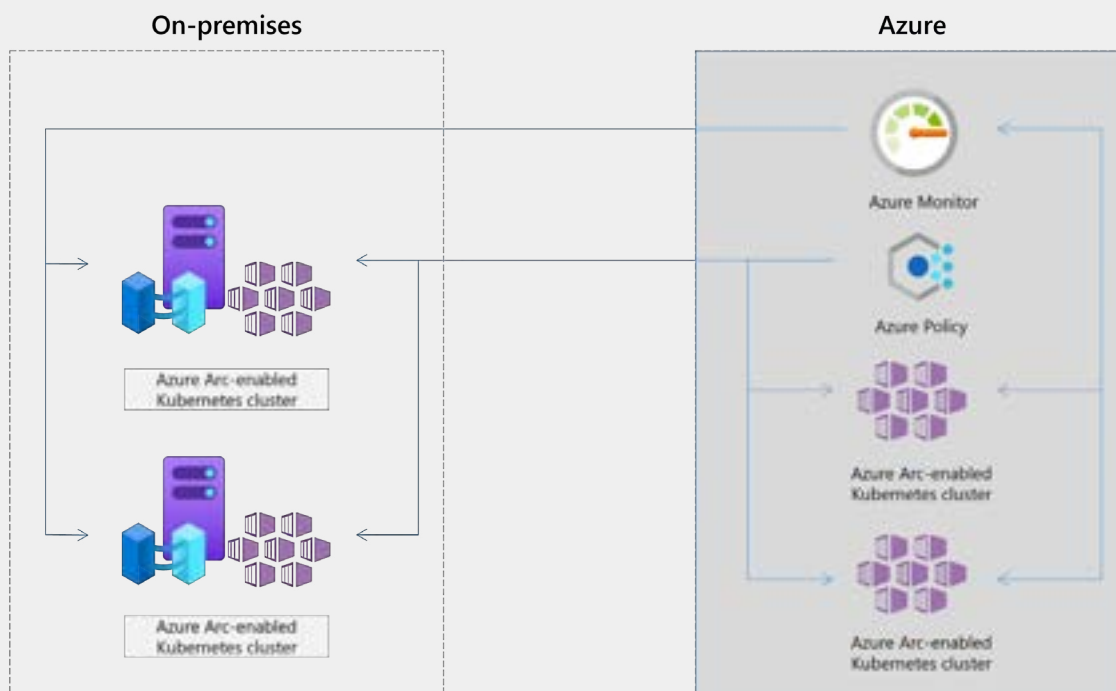 On-premises
Azure
Azure Monitor
Azure Policy
Azure Arc-enabled
Kubernetes cluster
Azure Arc-enabled
Kubernetes cluster
Azure Arc-enabled
Kubernetes cluster
Azure Arc-enabled
Kubernetes cluster